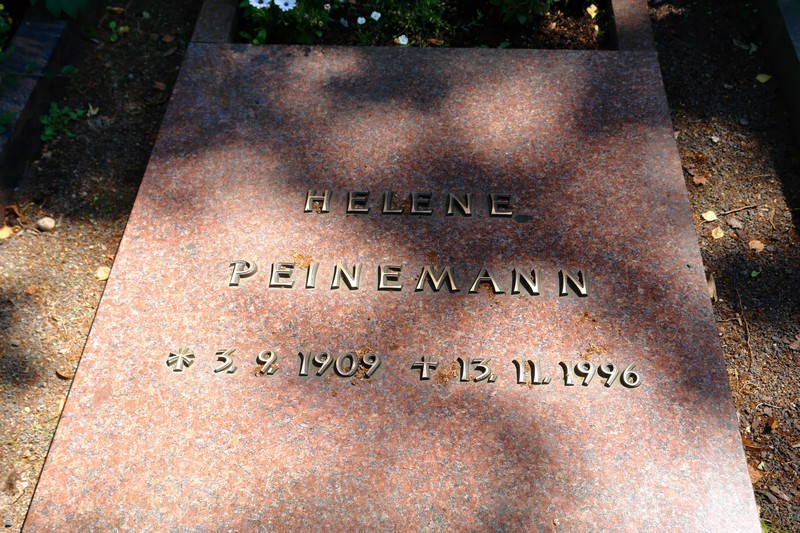 HELENE
PEINEMANN
* 3. 9. 1909 + 13. 11. 1996